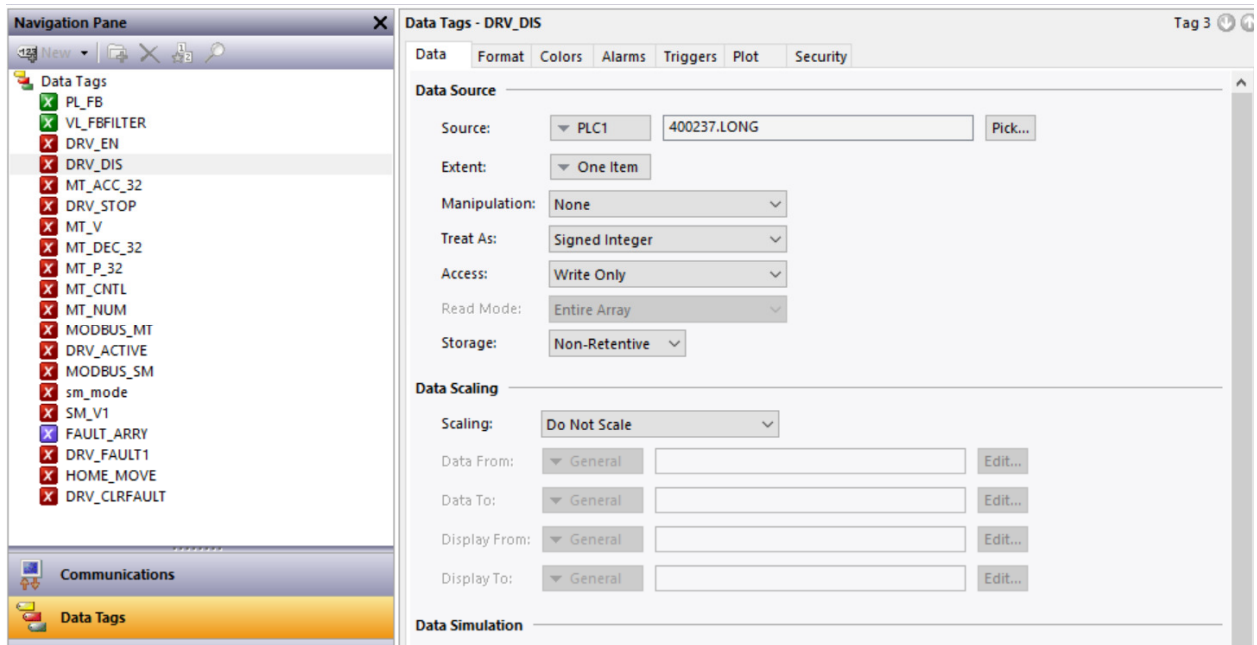 Navigation Pane
New
Data Tags
PL_FB
VL_FBFILTER
DRV_EN
DRV_DIS
MT_ACC_32
DRV_STOP
MT_V
MT_DEC_32
MT_P_32
MT_CNTL
MT_NUM
MODBUS_MT
DRV_ACTIVE
MODBUS_SM
sm_mode
SM_V1
FAULT_ARRY
DRV_FAULT1
HOME_MOVE
DRV_CLRFAULT
Communications
Data Tags
Data Tags - DRV_DIS Tag 3
Data Format Colors Alarms Triggers Plot Security
Data Source
Source: PLC1 400237.LONG Pick...
Extent: One Item
Manipulation: None
Treat As: Signed Integer
Access: Write Only
Read Mode: Entire Array
Storage: Non-Retentive
Data Scaling
Scaling: Do Not Scale
Data From: General Edit...
Data To: General Edit...
Display From: General Edit...
Display To: General Edit...
Data Simulation